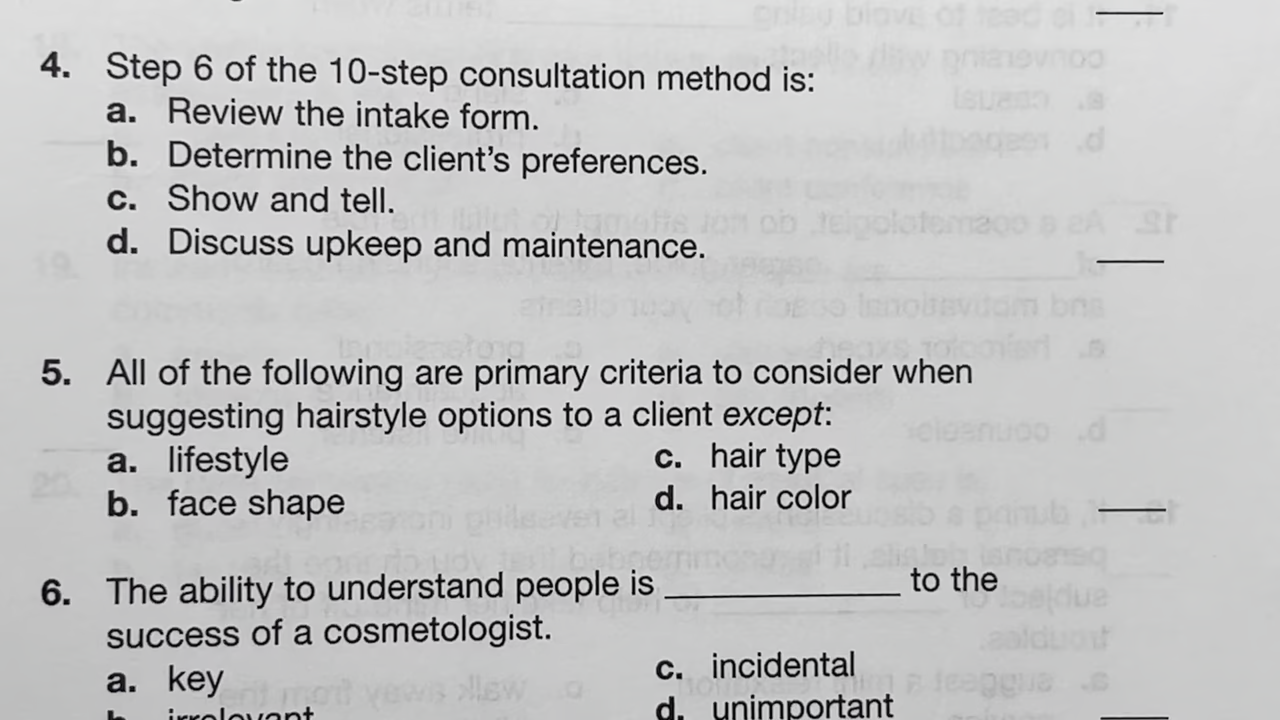 4. Step 6 of the 10-step consultation method is:
a. Review the intake form.
b. Determine the client's preferences.
c. Show and tell.
d. Discuss upkeep and maintenance.
5. All of the following are primary criteria to consider when
suggesting hairstyle options to a client except:
a. lifestyle
b. face shape
c. hair type
d. hair color
6. The ability to understand people is __________ to the
success of a cosmetologist.
a. key
b. irrelevant
c. incidental
d. unimportant